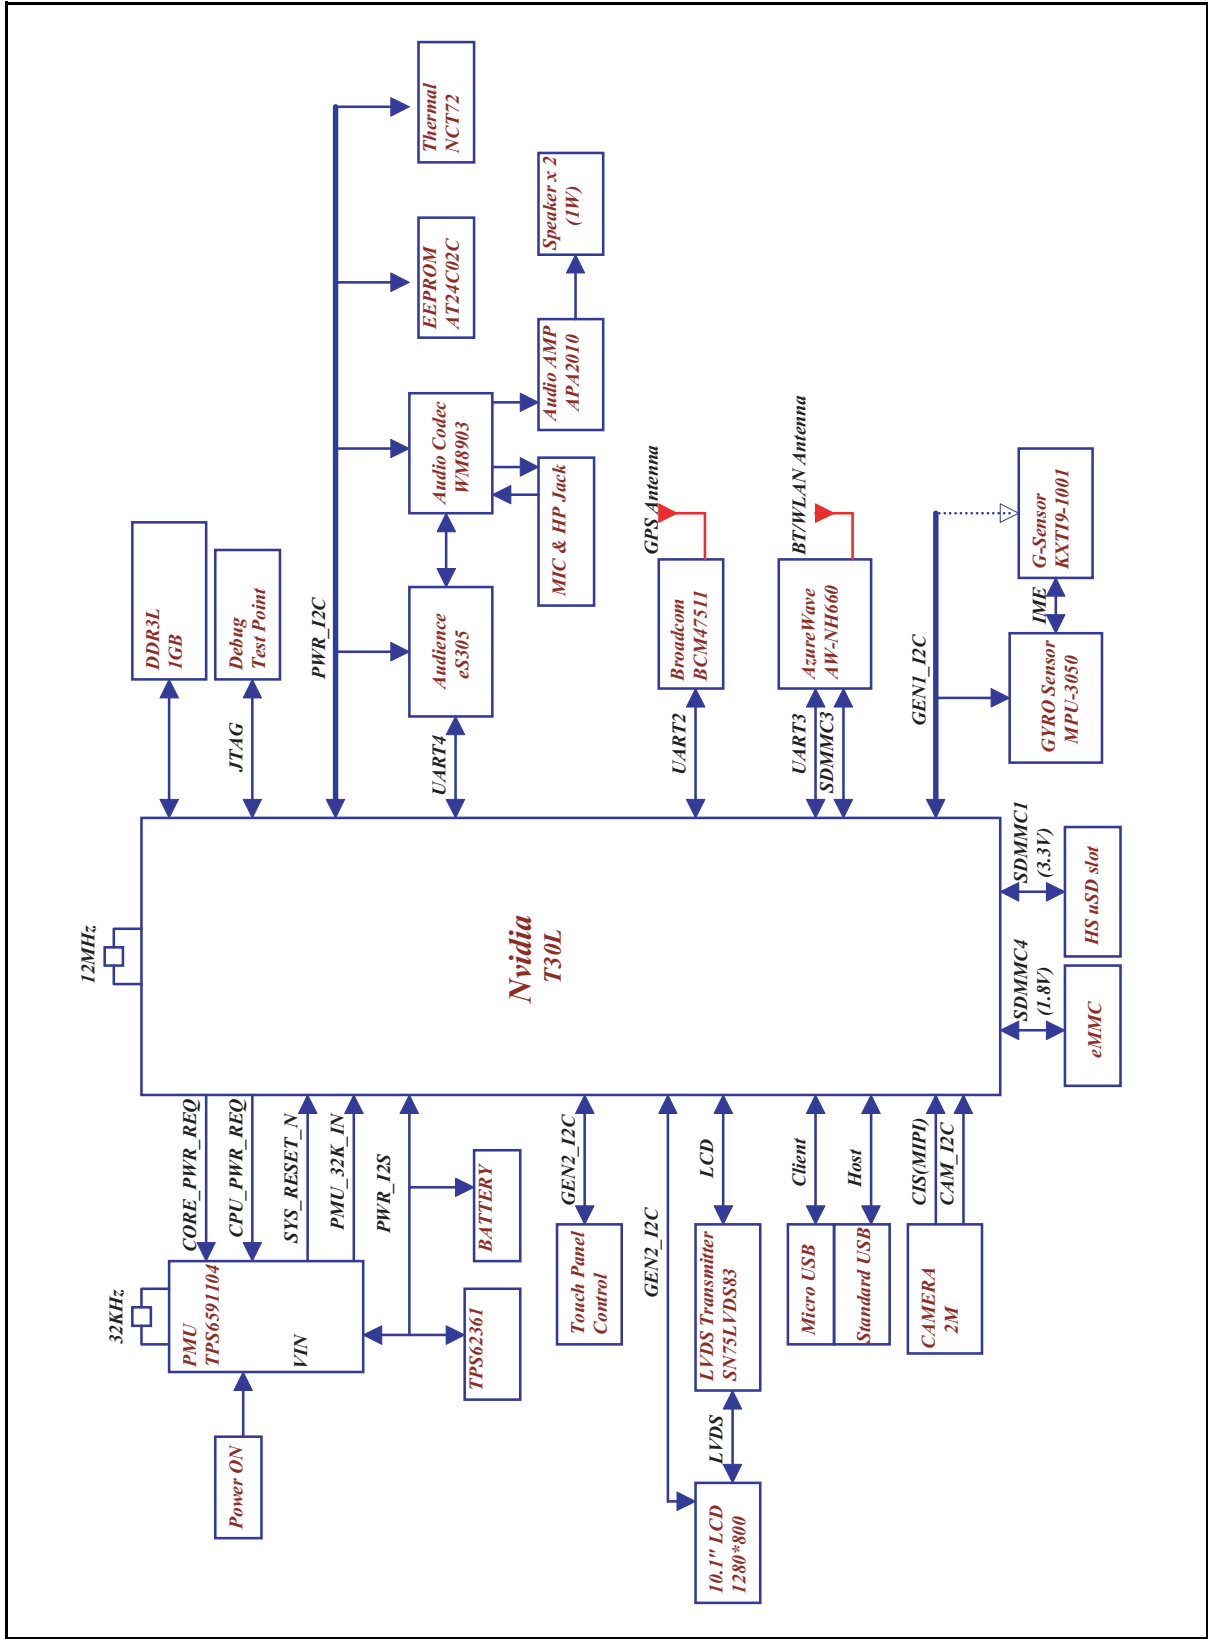 32KHz
Power ON
PMU
TPS6591104
VIN
CORE_PWR_REQ
CPU_PWR_REQ
SYS_RESET_N
PMU_32K_IN
PWR_I2S
BATTERY
TPS62361
Touch Panel
Control
GEN2_I2C
GEN2_I2C
LCD
LVDS Transmitter
SN75LVDS83
LVDS
10.1" LCD
1280*800
Client
Host
Micro USB
Standard USB
CIS(MIPI)
CAM_I2C
CAMERA
2M
12MHz
Nvidia
T30L
SDMMC4
(1.8V)
eMMC
SDMMC1
(3.3V)
HS uSD slot
DDR3L
1GB
JTAG
Debug
Test Point
PWR_I2C
UART4
Audience
eS305
Audio Codec
WM8903
MIC & HP Jack
Audio AMP
APA2010
Speaker x 2
(1W)
EEPROM
AT24C02C
Thermal
NCT72
UART2
Broadcom
BCM47511
GPS Antenna
UART3
SDMMC3
AzureWave
AW-NH660
BT/WLAN Antenna
GEN1_I2C
GYRO Sensor
MPU-3050
IME
G-Sensor
KXTI9-1001